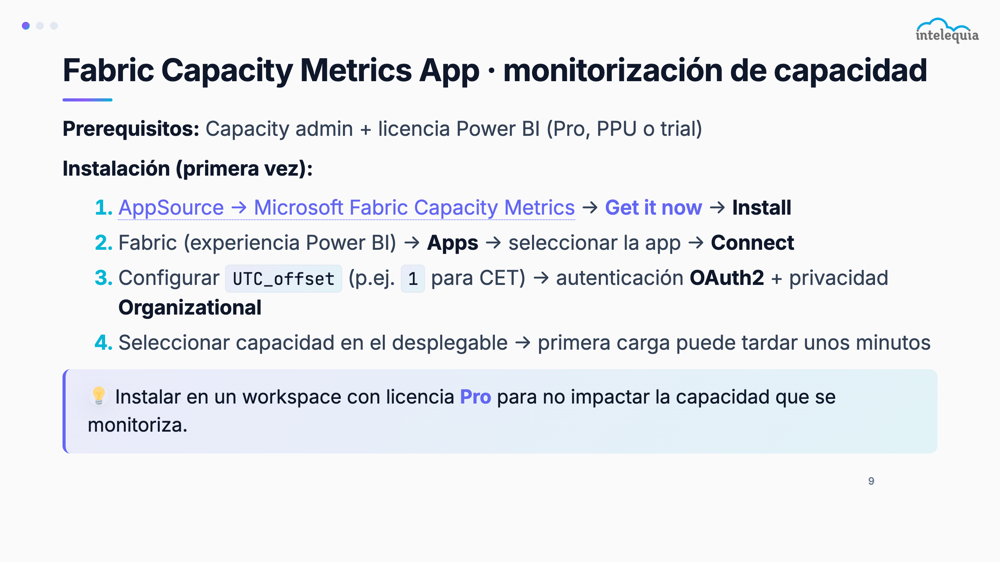 intelequia
Fabric Capacity Metrics App · monitorización de capacidad
Prerequisitos: Capacity admin + licencia Power BI (Pro, PPU o trial)
Instalación (primera vez):
1. AppSource → Microsoft Fabric Capacity Metrics → Get it now → Install
2. Fabric (experiencia Power BI) → Apps → seleccionar la app → Connect
3. Configurar UTC_offset (p.ej. 1 para CET) → autenticación OAuth2 + privacidad
Organizational
4. Seleccionar capacidad en el desplegable → primera carga puede tardar unos minutos
💡 Instalar en un workspace con licencia Pro para no impactar la capacidad que se
monitoriza.
9